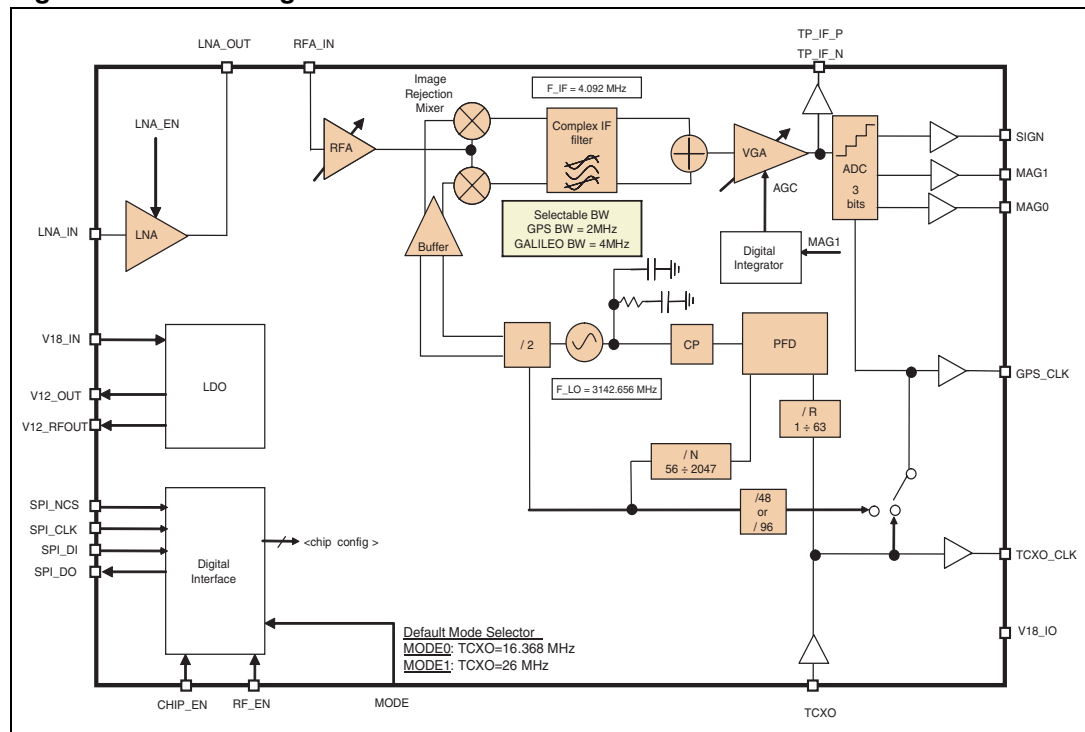 LNA_OUT
RFA_IN
TP_IF_P
TP_IF_N
Image
Rejection
Mixer
F_IF = 4.092 MHz
LNA_EN
RFA
Complex IF
filter
VGA
ADC
3
bits
SIGN
MAG1
MAG0
AGC
LNA_IN
LNA
Buffer
Selectable BW
GPS BW = 2MHz
GALILEO BW = 4MHz
Digital
Integrator
MAG1
V18_IN
LDO
V12_OUT
V12_RFOUT
/ 2
CP
PFD
F_LO = 3142.656 MHz
GPS_CLK
/ R
1 ÷ 63
/ N
56 ÷ 2047
/48
or
/ 96
SPI_NCS
SPI_CLK
SPI_DI
SPI_DO
Digital
Interface
<chip config >
TCXO_CLK
V18_IO
Default Mode Selector
MODE0: TCXO=16.368 MHz
MODE1: TCXO=26 MHz
CHIP_EN
RF_EN
MODE
TCXO